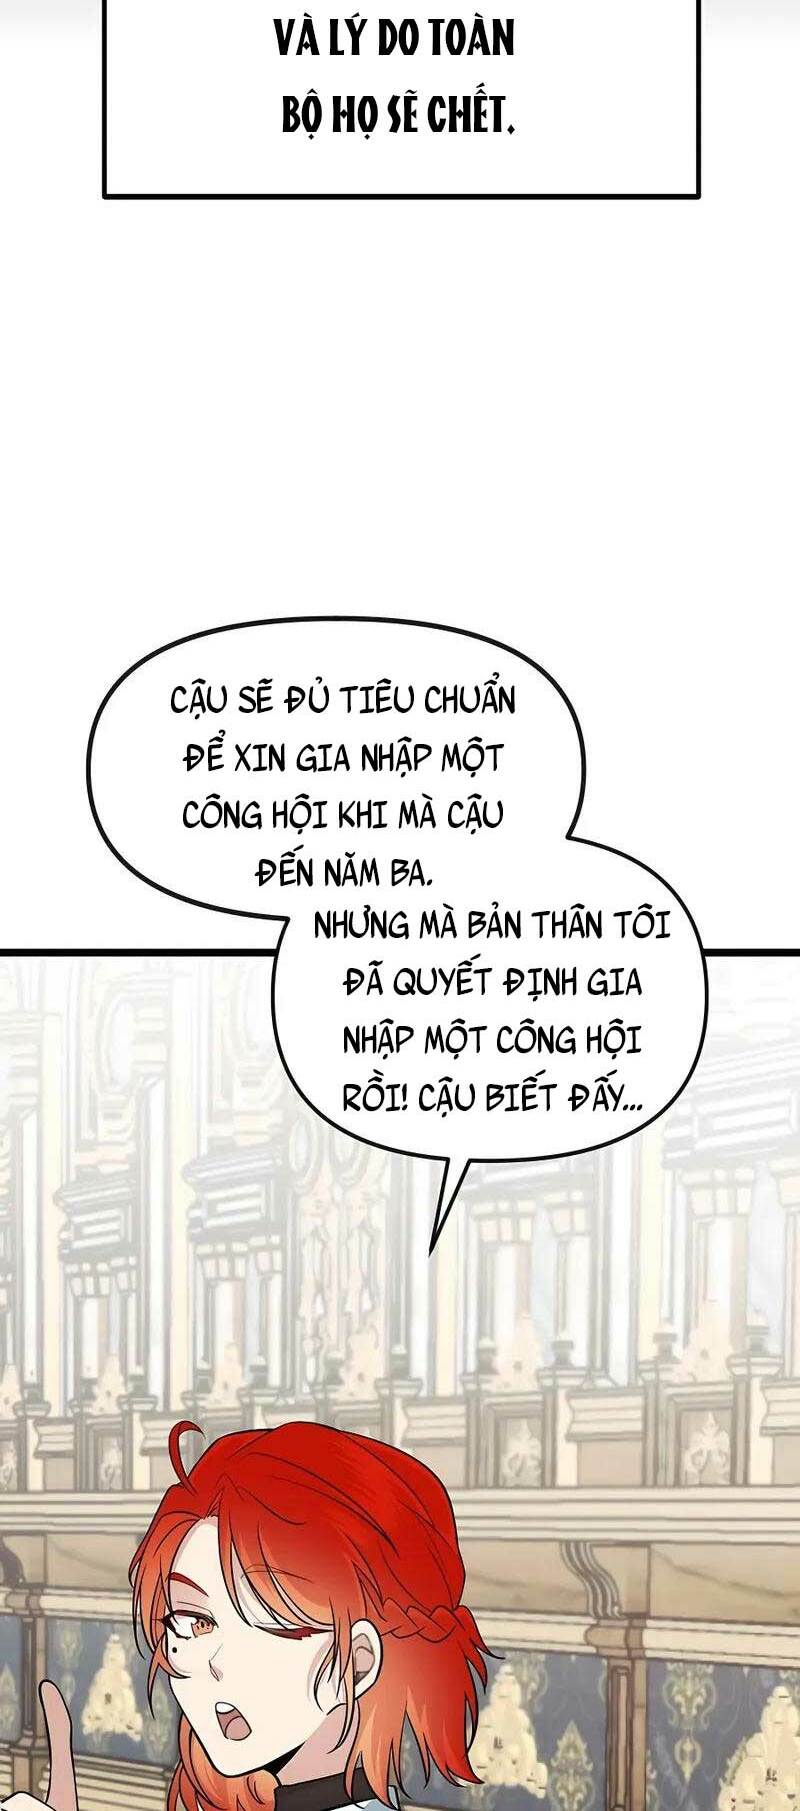 VÀ LÝ DO TOÀN
BỘ HỌ SẼ CHẾT.
CẬU SẼ ĐỦ TIÊU CHUẨN
ĐỂ XIN GIA NHẬP MỘT
CÔNG HỘI KHI MÀ CẬU
ĐẾN NĂM BA.
NHƯNG MÀ BẢN THÂN TÔI
ĐÃ QUYẾT ĐỊNH GIA
NHẬP MỘT CÔNG HỘI
RỒI! CẬU BIẾT ĐẤY...